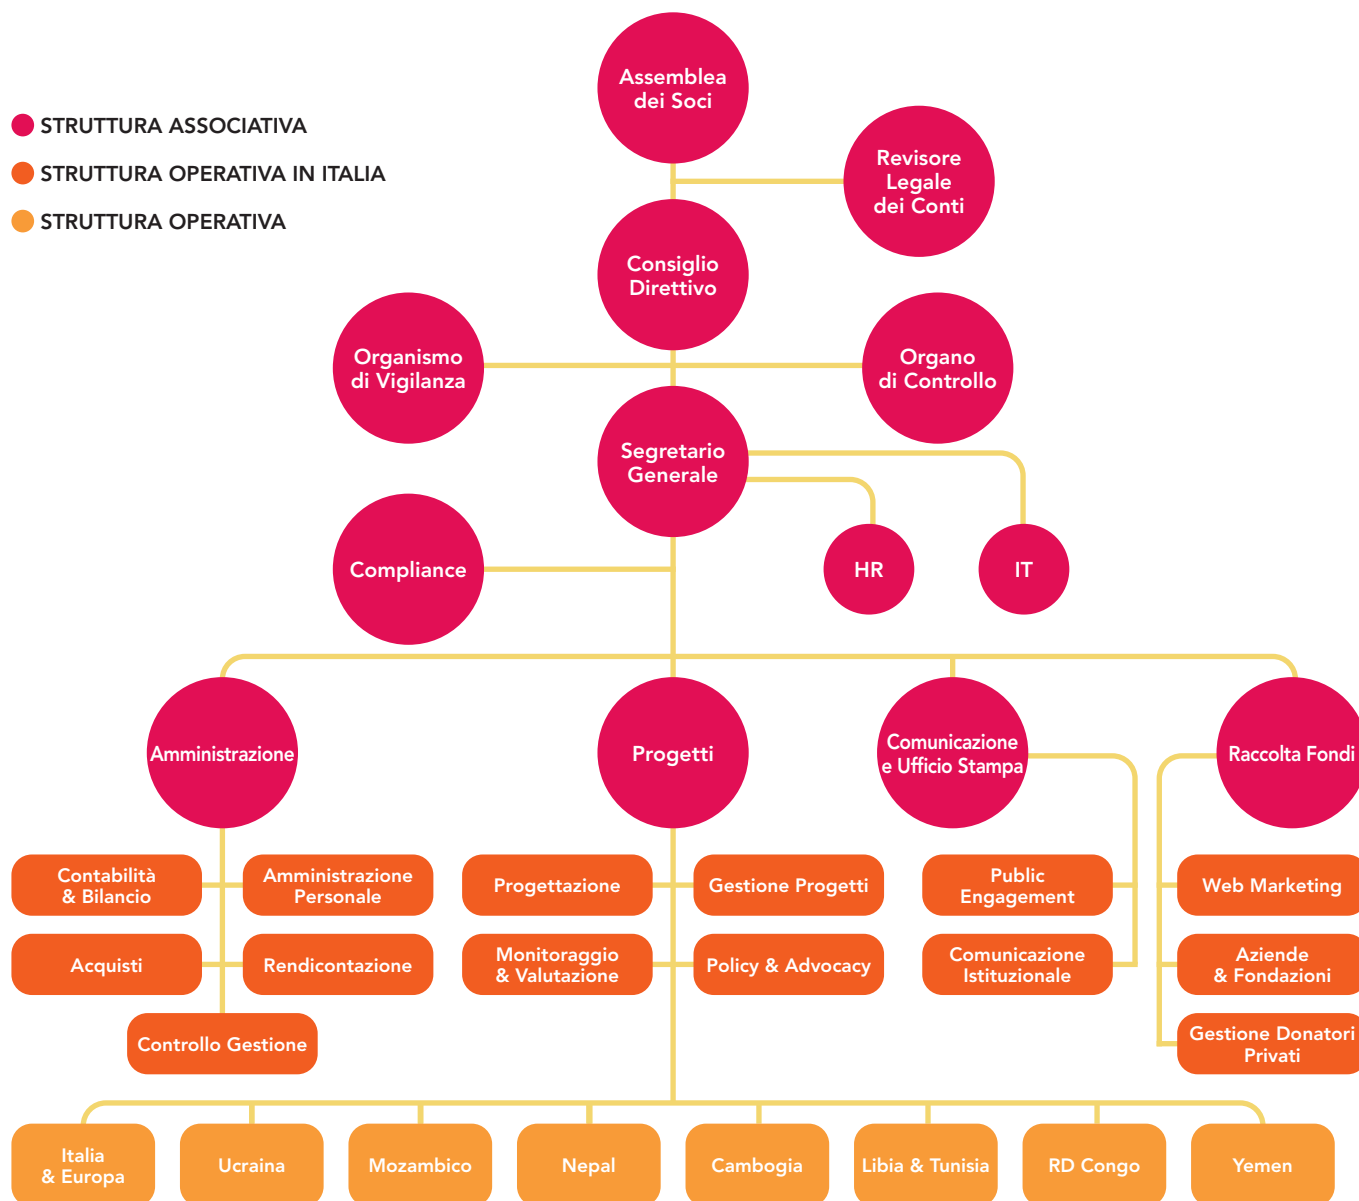 Assemblea
dei Soci
STRUTTURA ASSOCIATIVA
STRUTTURA OPERATIVA IN ITALIA
STRUTTURA OPERATIVA
Revisore
Legale
dei Conti
Consiglio
Direttivo
Organismo
di Vigilanza
Organo
di Controllo
Segretario
Generale
Compliance
HR
IT
Amministrazione
Progetti
Comunicazione
e Ufficio Stampa
Raccolta Fondi
Contabilità
& Bilancio
Amministrazione
Personale
Progettazione
Gestione Progetti
Public
Engagement
Web Marketing
Acquisti
Rendicontazione
Monitoraggio
& Valutazione
Policy & Advocacy
Comunicazione
Istituzionale
Aziende
& Fondazioni
Controllo Gestione
Gestione Donatori
Privati
Italia
& Europa
Ucraina
Mozambico
Nepal
Cambogia
Libia & Tunisia
RD Congo
Yemen